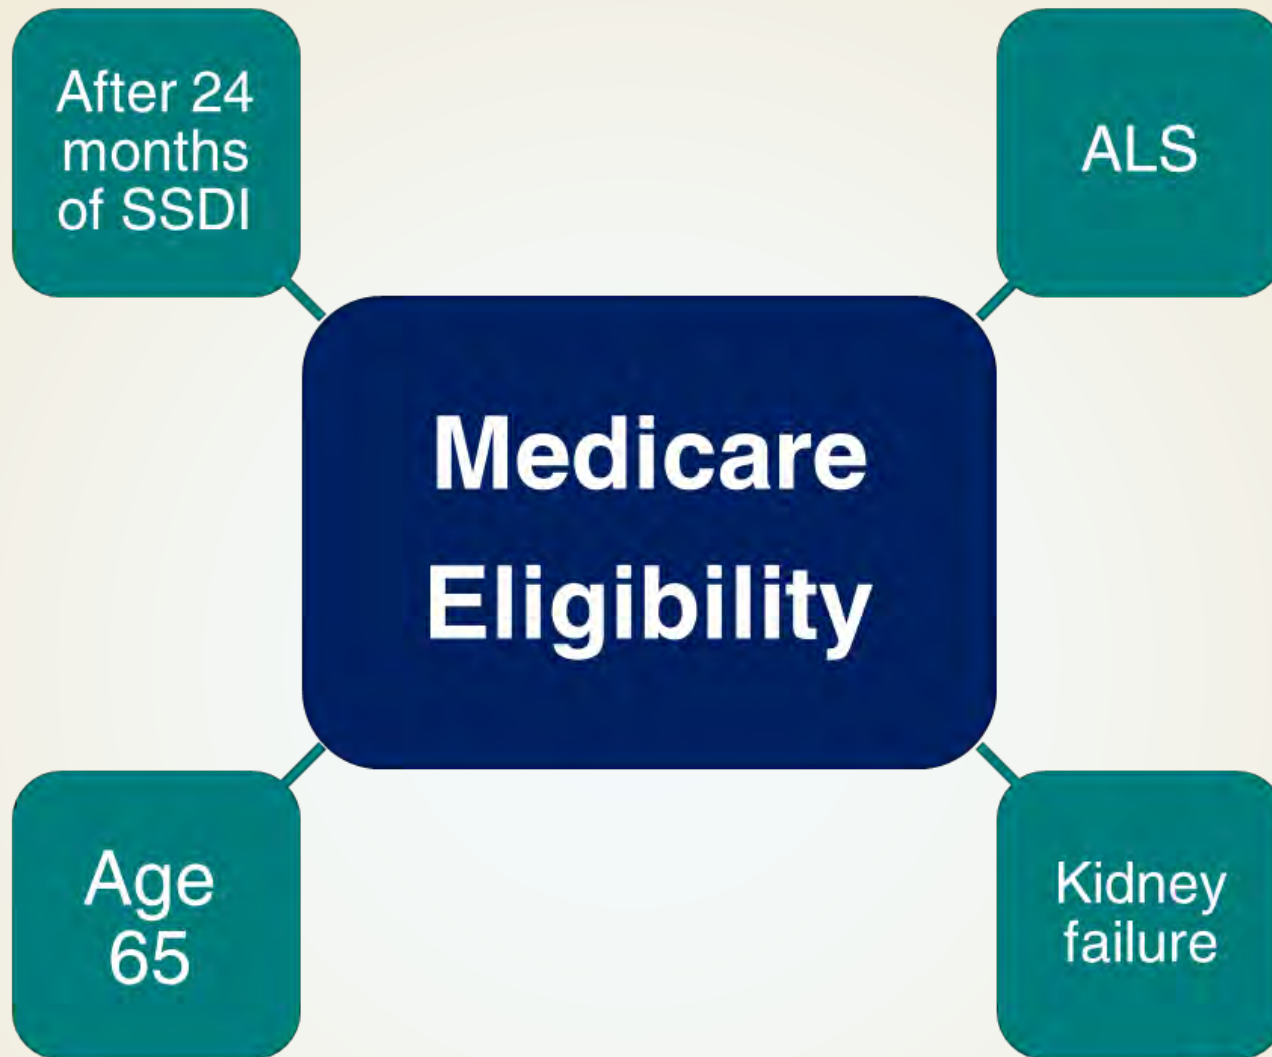 After 24
months
of SSDI
ALS
Medicare
Eligibility
Age
65
Kidney
failure